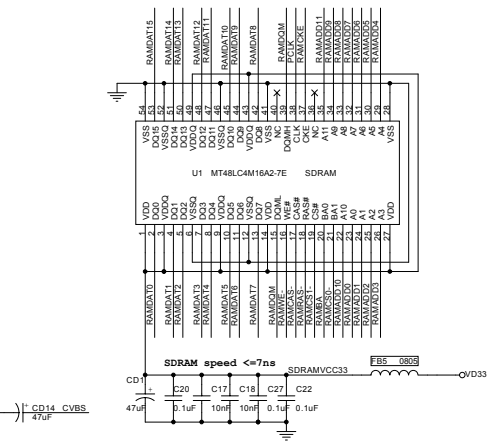 RAMDAT15
RAMDAT14
RAMDAT13
RAMDAT12
RAMDAT11
RAMDAT10
RAMDAT9
RAMDAT8
RAMDQM
PCLK
RAMCKE
RAMADD11
RAMADD9
RAMADD8
RAMADD7
RAMADD6
RAMADD5
RAMADD4
54 53 52 51 50 49 48 47 46 45 44 43 42 41 40 39 38 37 36 35 34 33 32 31 30 29 28
VSS DQ15 VSSQ DQ14 DQ13 VDDQ DQ12 DQ11 VSSQ DQ10 DQ9 VDDQ DQ8 VSS NC DQMH CLK CKE NC A11 A9 A8 A7 A6 A5 A4 VSS
U1 MT48LC4M16A2-7E SDRAM
VDD DQ0 VDDQ DQ1 DQ2 VSSQ DQ3 DQ4 VDDQ DQ5 DQ6 VSSQ DQ7 VDD DQML WE# CAS# RAS# CS# BA0 BA1 A10 A0 A1 A2 A3 VDD
1 2 3 4 5 6 7 8 9 10 11 12 13 14 15 16 17 18 19 20 21 22 23 24 25 26 27
RAMDAT0
RAMDAT1
RAMDAT2
RAMDAT3
RAMDAT4
RAMDAT5
RAMDAT6
RAMDAT7
RAMDQM
RAMWE-
RAMCAS-
RAMRAS-
RAMCS1-
RAMBA
RAMCS0-
RAMADD10
RAMADD0
RAMADD1
RAMADD2
RAMADD3
SDRAM speed <=7ns
SDRAMVCC33
FB5 0805
VD33
CD1 C20 C17 C18 C27 C22
47uF 0.1uF 10nF 10nF 0.1uF 0.1uF
CD14 CVBS
47uF